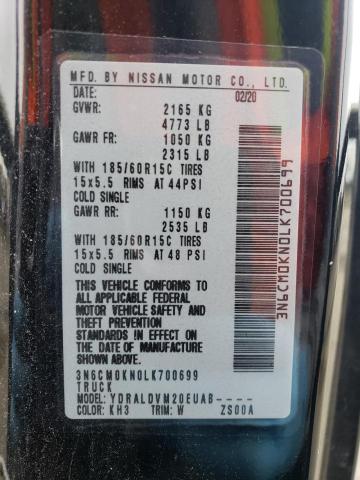 MFD. BY NISSAN MOTOR CO., LTD.
DATE: 02/20
GVWR: 2165 KG
4773 LB
GAWR FR: 1050 KG
2315 LB
WITH 185/60R15C TIRES
15x5.5 RIMS AT 44PSI
COLD SINGLE
GAWR RR: 1150 KG
2535 LB
WITH 185/60R15C TIRES
15x5.5 RIMS AT 48 PSI
COLD SINGLE
THIS VEHICLE CONFORMS TO
ALL APPLICABLE FEDERAL
MOTOR VEHICLE SAFETY AND
AND THEFT PREVENTION
STANDARDS IN EFFECT ON
THE DATE OF MANUFACTURE
SHOWN ABOVE.
3N6CM0KN0LK700699
TRUCK
MODEL: YDRALDVM20EUAB----
COLOR: KH3 TRIM: W ZS00A
3N6CM0KN0LK700699